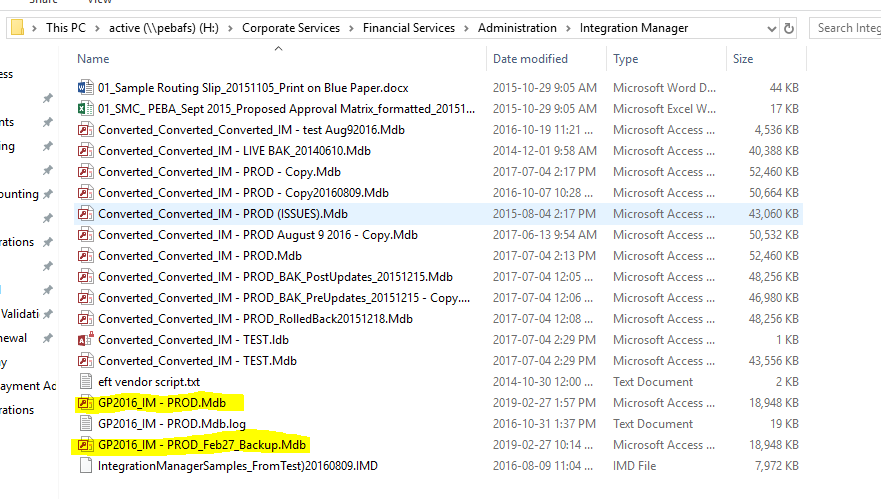 Share View
This PC > active (\\pebafs) (H:) > Corporate Services > Financial Services > Administration > Integration Manager Search Integ
Name Date modified Type Size
01_Sample Routing Slip_20151105_Print on Blue Paper.docx 2015-10-29 9:05 AM Microsoft Word D... 44 KB
01_SMC_ PEBA_Sept 2015_Proposed Approval Matrix_formatted_20151... 2015-10-29 9:05 AM Microsoft Excel W... 17 KB
Converted_Converted_Converted_IM - test Aug92016.Mdb 2016-10-19 11:21 ... Microsoft Access ... 4,536 KB
Converted_Converted_IM - LIVE BAK_20140610.Mdb 2014-12-01 9:58 AM Microsoft Access ... 40,388 KB
Converted_Converted_IM - PROD - Copy.Mdb 2017-07-04 2:17 PM Microsoft Access ... 52,460 KB
Converted_Converted_IM - PROD - Copy20160809.Mdb 2016-10-07 10:28 ... Microsoft Access ... 50,664 KB
Converted_Converted_IM - PROD (ISSUES).Mdb 2015-08-04 2:17 PM Microsoft Access ... 43,060 KB
Converted_Converted_IM - PROD August 9 2016 - Copy.Mdb 2017-06-13 9:54 AM Microsoft Access ... 50,532 KB
Converted_Converted_IM - PROD.Mdb 2017-07-04 2:13 PM Microsoft Access ... 52,460 KB
Converted_Converted_IM - PROD_BAK_PostUpdates_20151215.Mdb 2017-07-04 12:05 ... Microsoft Access ... 48,256 KB
Converted_Converted_IM - PROD_BAK_PreUpdates_20151215 - Copy.... 2017-07-04 12:06 ... Microsoft Access ... 46,980 KB
Converted_Converted_IM - PROD_RolledBack20151218.Mdb 2017-07-04 12:08 ... Microsoft Access ... 48,256 KB
Converted_Converted_IM - TEST.ldb 2017-07-04 2:29 PM Microsoft Access ... 1 KB
Converted_Converted_IM - TEST.Mdb 2017-07-04 2:29 PM Microsoft Access ... 43,556 KB
eft vendor script.txt 2014-10-30 12:00 ... Text Document 2 KB
GP2016_IM - PROD.Mdb 2019-02-27 1:57 PM Microsoft Access ... 18,948 KB
GP2016_IM - PROD.Mdb.log 2016-10-31 1:37 PM Text Document 19 KB
GP2016_IM - PROD_Feb27_Backup.Mdb 2019-02-27 10:14 ... Microsoft Access ... 18,948 KB
IntegrationManagerSamples_FromTest)20160809.IMD 2016-08-09 11:04 ... IMD File 7,972 KB
ess
nts
ing
ounting
rations
Validati
newal
y
ayment Ac
rations